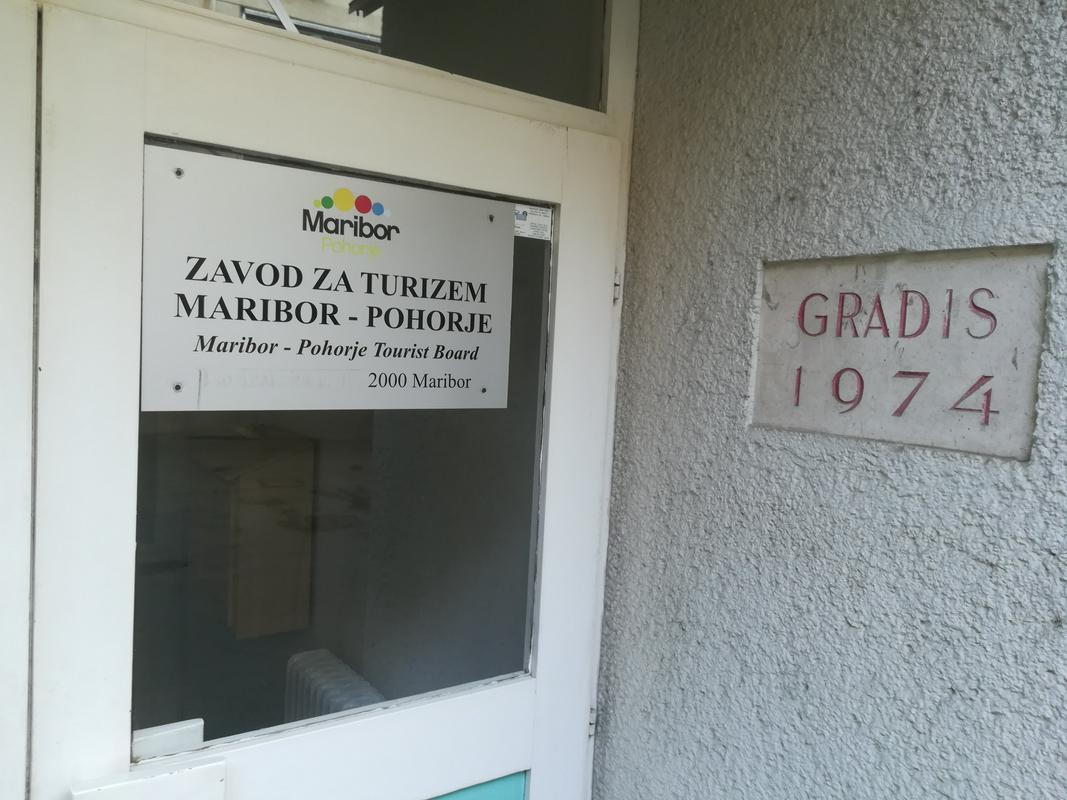 Maribor
Pohorje
ZAVOD ZA TURIZEM
MARIBOR - POHORJE
Maribor - Pohorje Tourist Board
2000 Maribor
GRADIS
1974